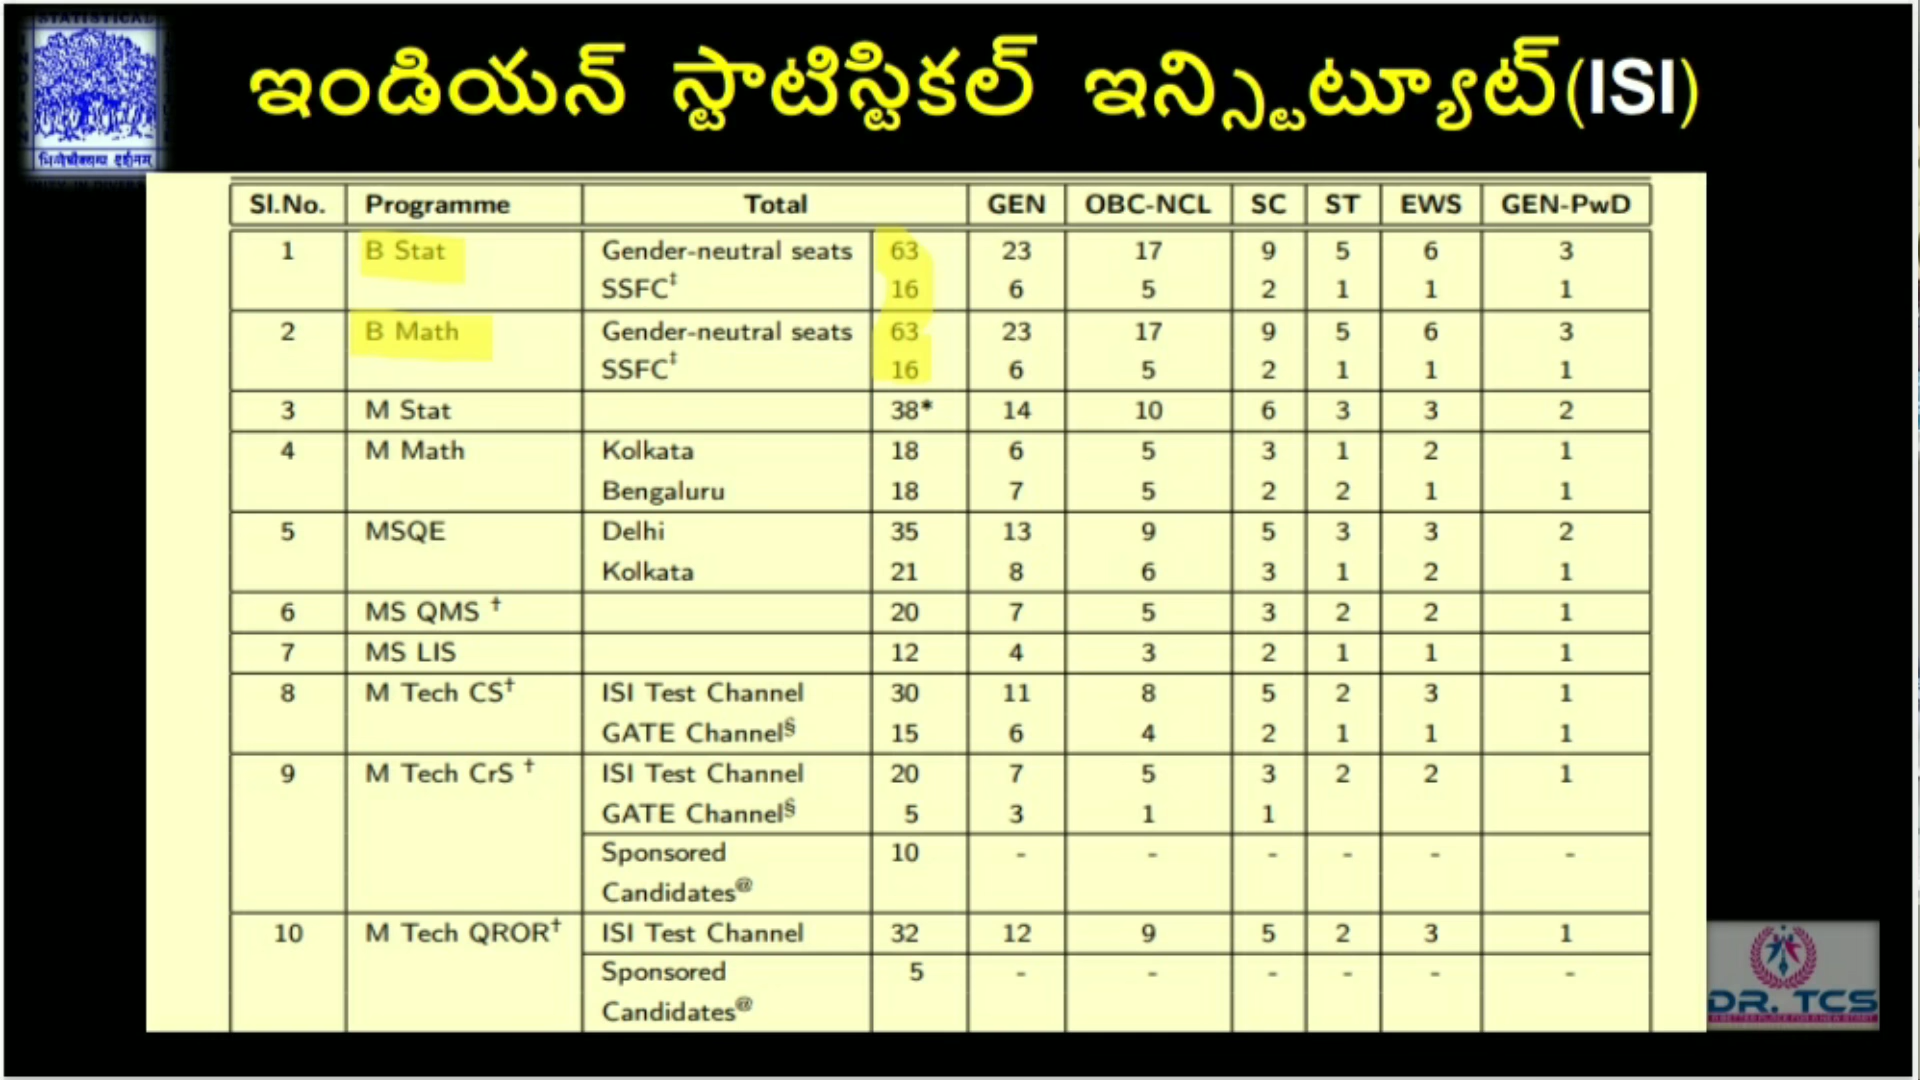 STATISTICAL
ఇండియన్ స్టాటిస్టికల్ ఇన్స్టిట్యూట్(ISI)
Sl.No. Programme Total GEN OBC-NCL SC ST EWS GEN-PwD
1 B Stat Gender-neutral seats 63 23 17 9 5 6 3
SSFC‡ 16 6 5 2 1 1 1
2 B Math Gender-neutral seats 63 23 17 9 5 6 3
SSFC‡ 16 6 5 2 1 1 1
3 M Stat 38* 14 10 6 3 3 2
4 M Math Kolkata 18 6 5 3 1 2 1
Bengaluru 18 7 5 2 2 1 1
5 MSQE Delhi 35 13 9 5 3 3 2
Kolkata 21 8 6 3 1 2 1
6 MS QMS † 20 7 5 3 2 2 1
7 MS LIS 12 4 3 2 1 1 1
8 M Tech CS† ISI Test Channel 30 11 8 5 2 3 1
GATE Channel§ 15 6 4 2 1 1 1
9 M Tech CrS † ISI Test Channel 20 7 5 3 2 2 1
GATE Channel§ 5 3 1 1
Sponsored 10 - - - - - -
Candidates@
10 M Tech QROR† ISI Test Channel 32 12 9 5 2 3 1
Sponsored 5 - - - - - -
Candidates@
DR. TCS